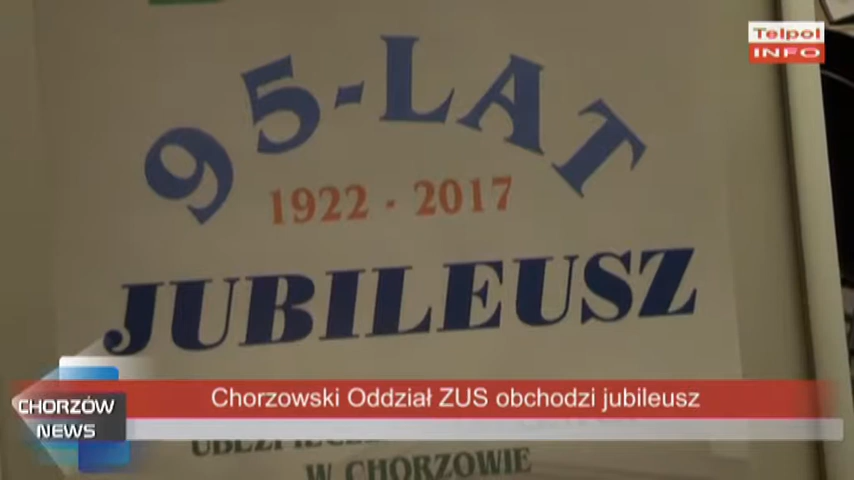 Telpol
INFO
95-LAT
1922 - 2017
JUBILEUSZ
Chorzowski Oddział ZUS obchodzi jubileusz
CHORZÓW
NEWS
W CHORZOWIE